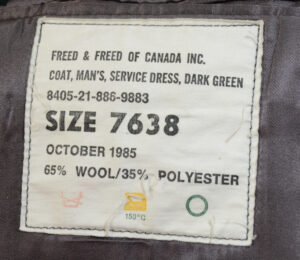 FREED & FREED OF CANADA INC.
COAT, MAN'S, SERVICE DRESS, DARK GREEN
8405-21-886-9883
SIZE 7638
OCTOBER 1985
65% WOOL/35% POLYESTER
150°C